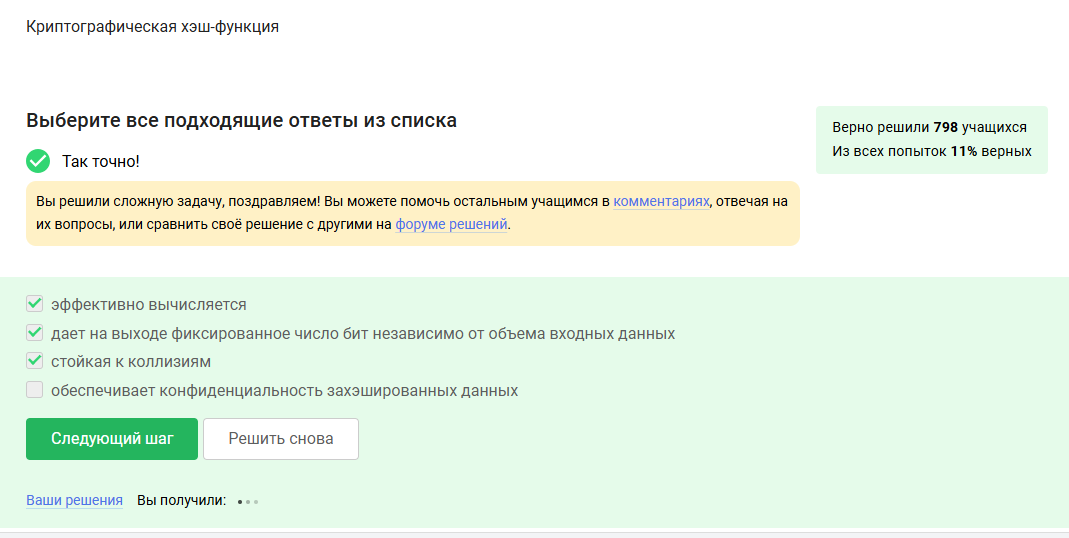 Криптографическая хэш-функция
Выберите все подходящие ответы из списка
Верно решили 798 учащихся
Из всех попыток 11% верных
Так точно!
Вы решили сложную задачу, поздравляем! Вы можете помочь остальным учащимся в комментариях, отвечая на
их вопросы, или сравнить своё решение с другими на форуме решений.
эффективно вычисляется
дает на выходе фиксированное число бит независимо от объема входных данных
стойкая к коллизиям
обеспечивает конфиденциальность захэшированных данных
Следующий шаг
Решить снова
Ваши решения Вы получили: